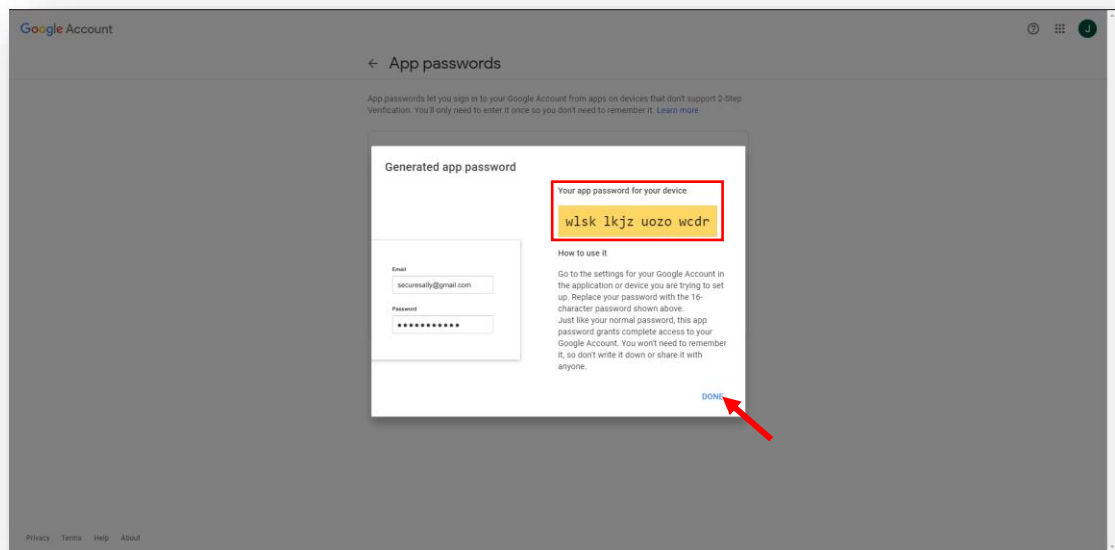 Google Account
J
← App passwords
App passwords let you sign in to your Google Account from apps on devices that don't support 2-Step
Verification. You'll only need to enter it once so you don't need to remember it. Learn more
Generated app password
Your app password for your device
wlsk lkjz uozo wcdr
Email
securesally@gmail.com
Password
•••••••••••
How to use it
Go to the settings for your Google Account in
the application or device you are trying to set
up. Replace your password with the 16-
character password shown above.
Just like your normal password, this app
password grants complete access to your
Google Account. You won't need to remember
it, so don't write it down or share it with
anyone.
DONE
Privacy Terms Help About